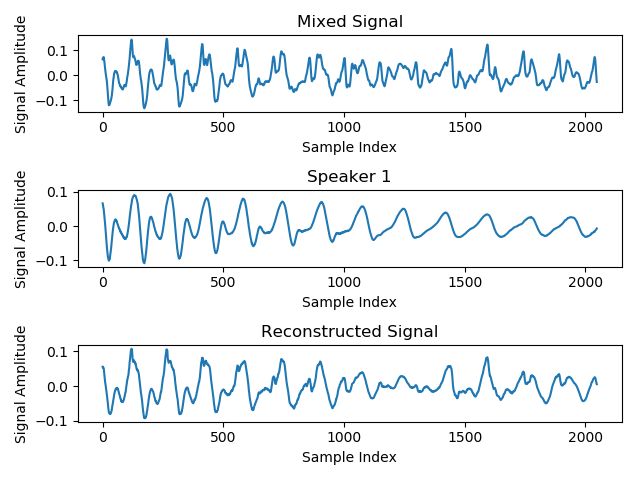 Mixed Signal
Signal Amplitude
0.1
0.0
−0.1
0 500 1000 1500 2000
Sample Index
Speaker 1
Signal Amplitude
0.1
0.0
−0.1
0 500 1000 1500 2000
Sample Index
Reconstructed Signal
Signal Amplitude
0.1
0.0
−0.1
0 500 1000 1500 2000
Sample Index